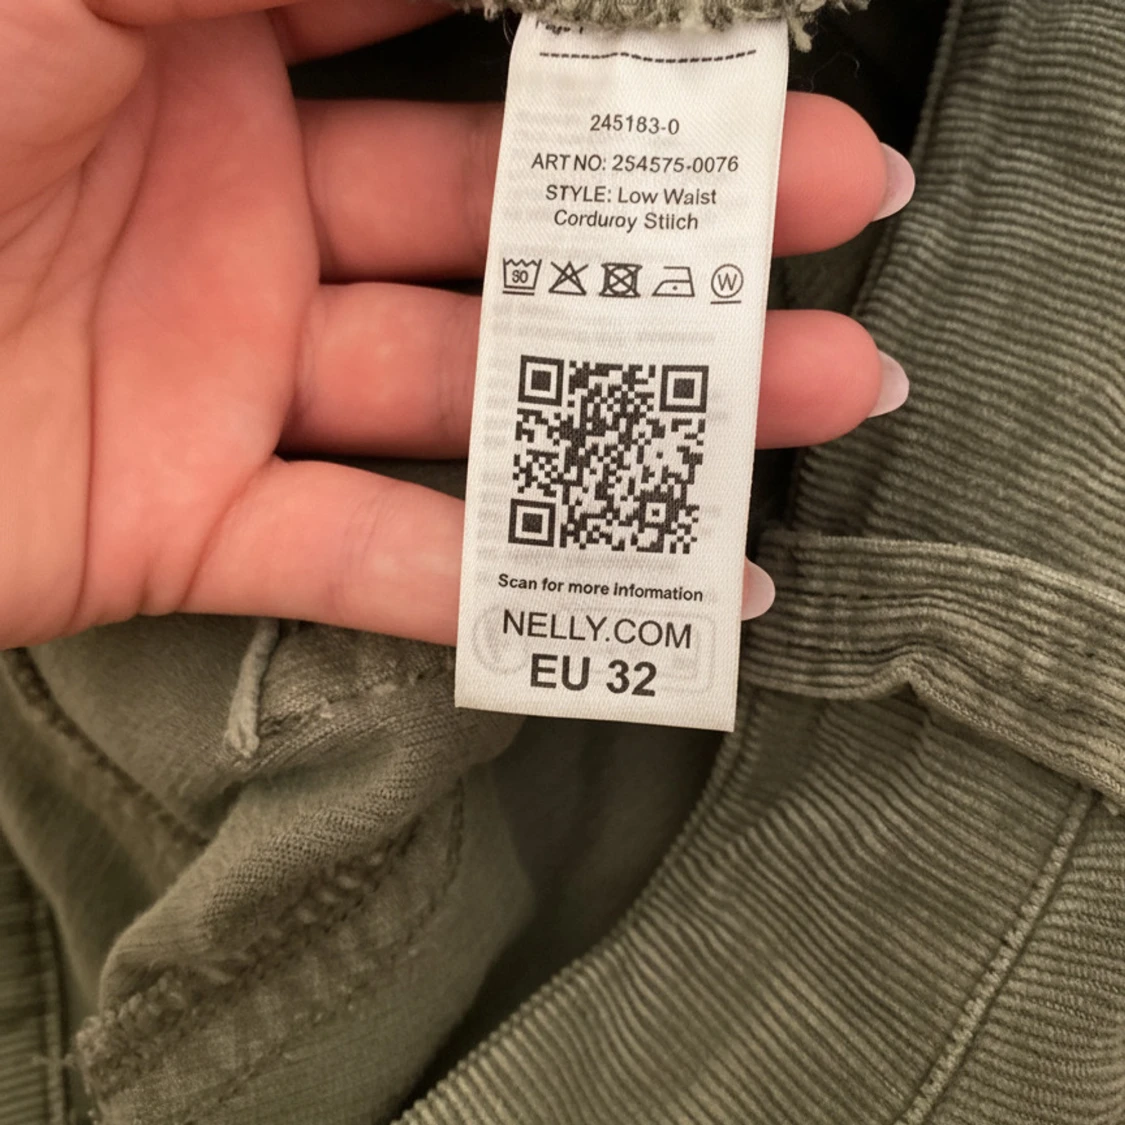 245183-0
ART NO: 254575-0076
STYLE: Low Waist
Corduroy Stiich
W
Scan for more information
NELLY.COM
EU 32